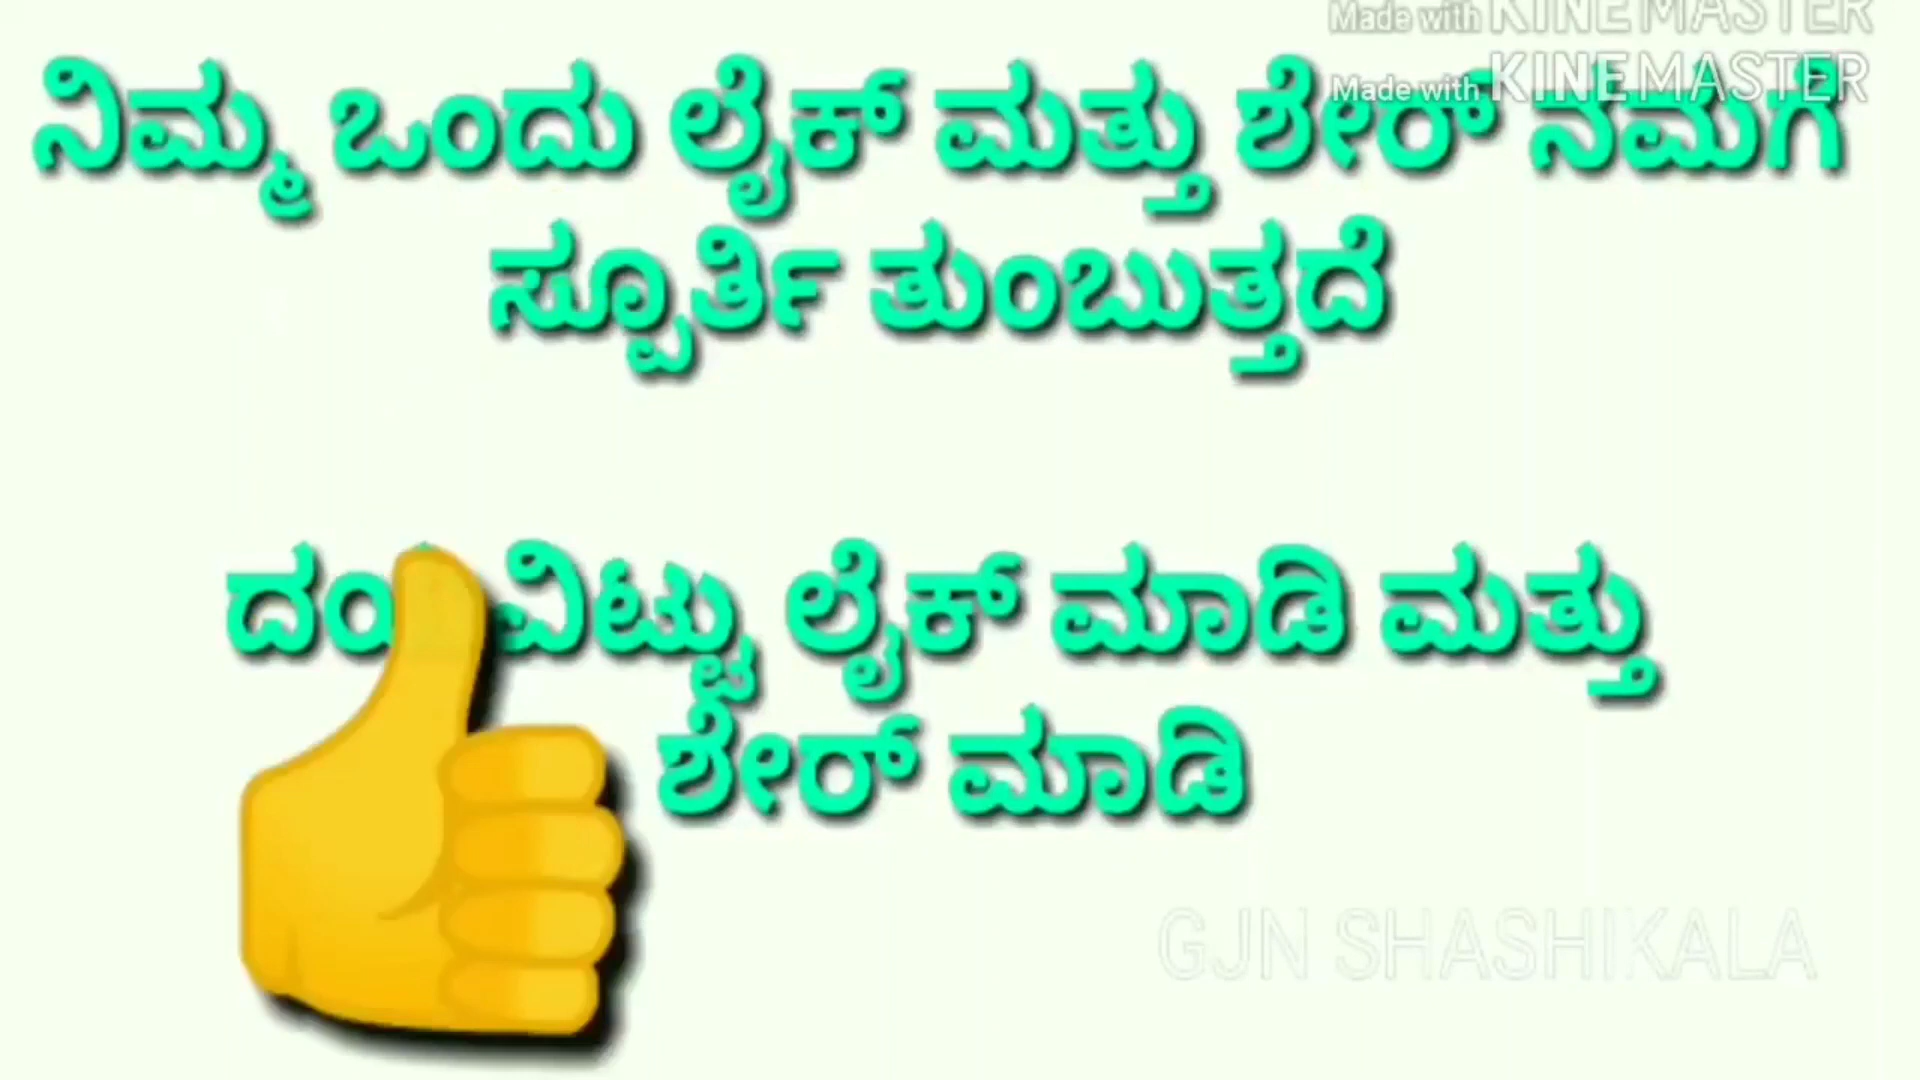 Made with KINEMASTER
Made with KINEMASTER
ನಿಮ್ಮ ಒಂದು ಲೈಕ್ ಮತ್ತು ಶೇರ್ ನಮಗೆ
ಸ್ಪೂರ್ತಿ ತುಂಬುತ್ತದೆ
ಲೈಕ್ ಮಾಡಿ ಮತ್ತು
ಶೇರ್ ಮಾಡಿ
GJN SHASHIKALA